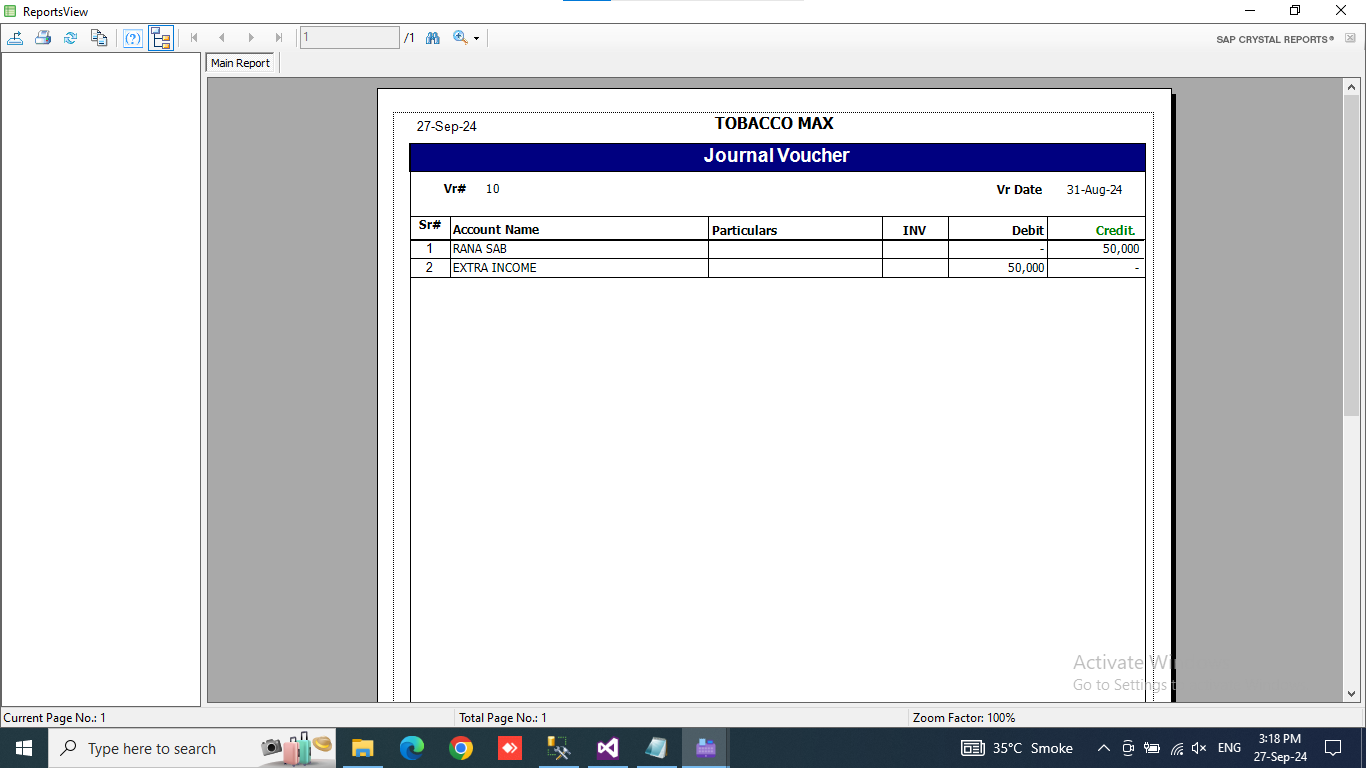 ReportsView
1 /1
SAP CRYSTAL REPORTS®
Main Report
27-Sep-24 TOBACCO MAX
Journal Voucher
Vr# 10 Vr Date 31-Aug-24
Sr# Account Name Particulars INV Debit Credit.
1 RANA SAB - 50,000
2 EXTRA INCOME 50,000 -
Activate Wi
Go to Settings t
Current Page No.: 1 Total Page No.: 1 Zoom Factor: 100%
Type here to search 35°C Smoke ENG 3:18 PM
27-Sep-24